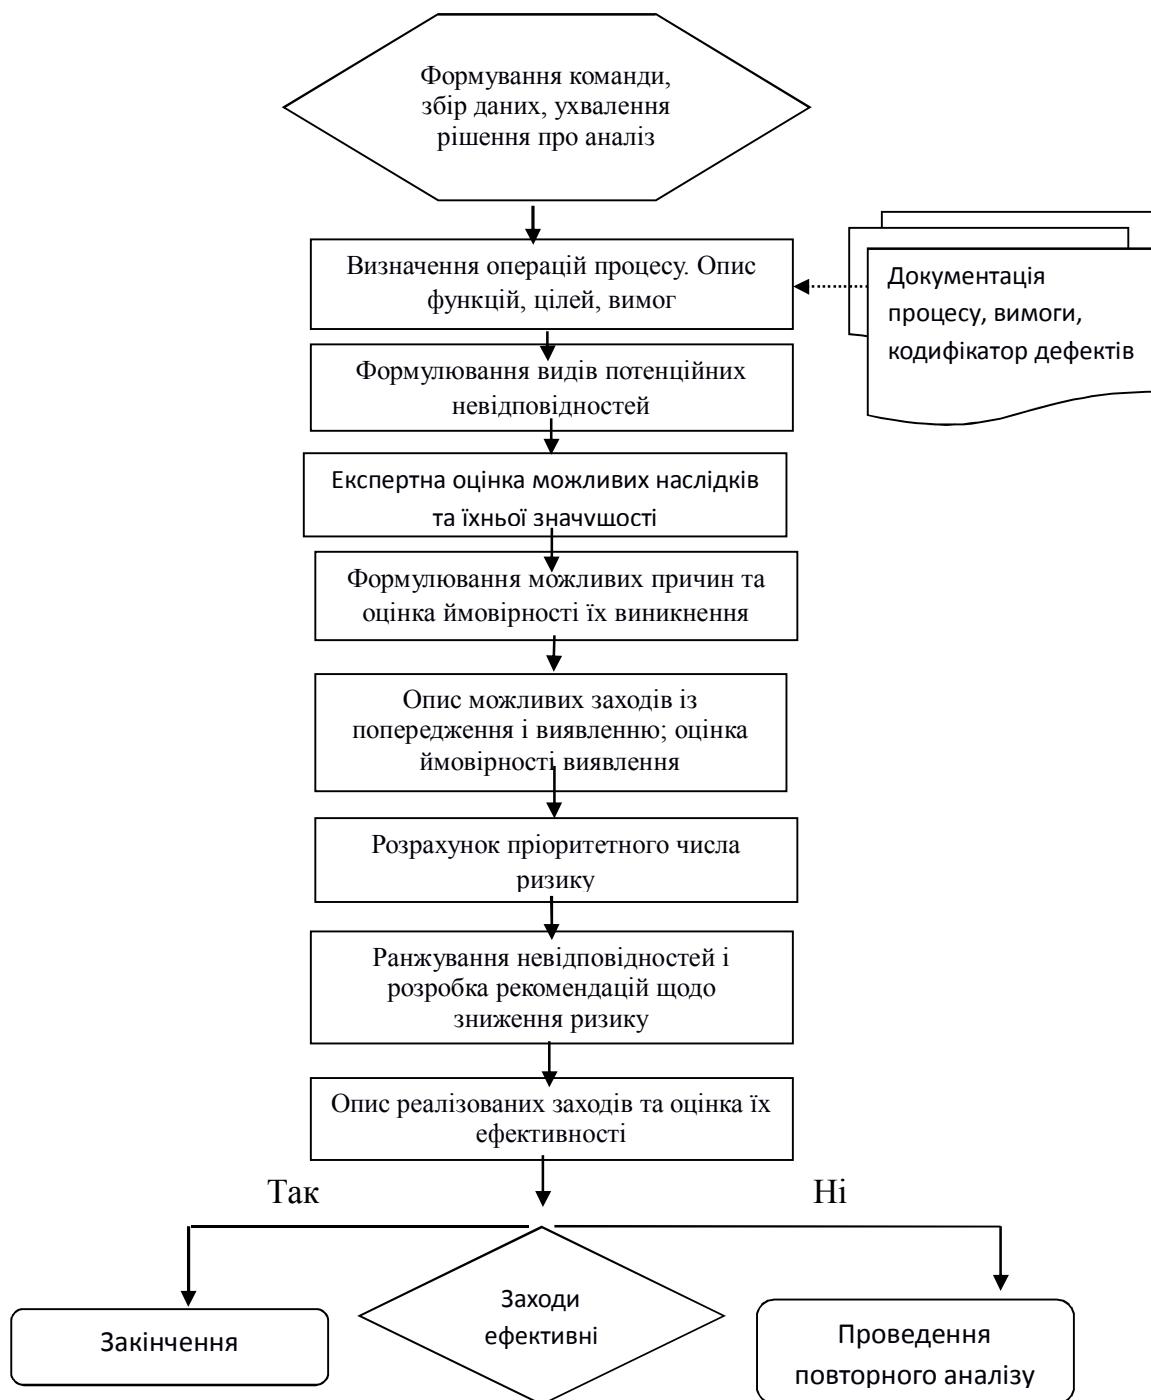 Формування команди,
збір даних, ухвалення
рішення про аналіз
Визначення операцій процесу. Опис
функцій, цілей, вимог
Документація
процесу, вимоги,
кодифікатор дефектів
Формулювання видів потенційних
невідповідностей
Експертна оцінка можливих наслідків
та їхньої значущості
Формулювання можливих причин та
оцінка ймовірності їх виникнення
Опис можливих заходів із
попередження і виявленню; оцінка
ймовірності виявлення
Розрахунок пріоритетного числа
ризику
Ранжування невідповідностей і
розробка рекомендацій щодо
зниження ризику
Опис реалізованих заходів та оцінка їх
ефективності
Так
Ні
Закінчення
Заходи
ефективні
Проведення
повторного аналізу